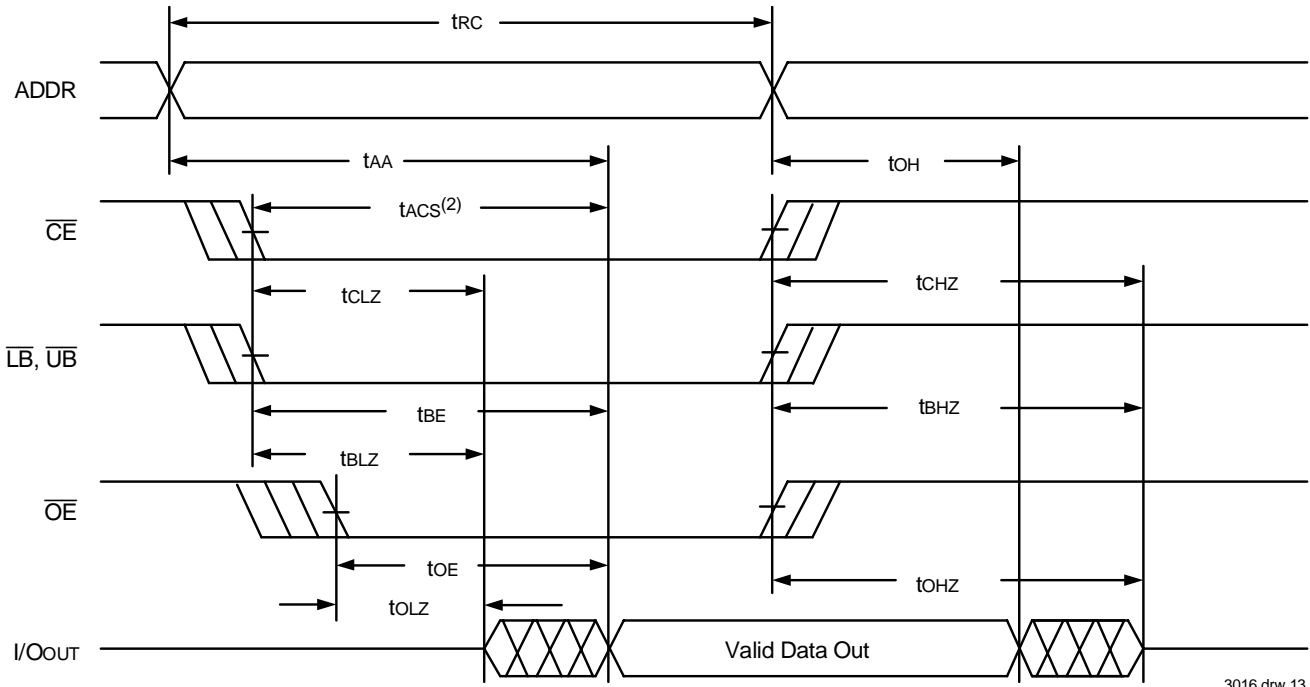 tRC
ADDR
tAA
tOH
tACS(2)
CE
tCLZ
tCHZ
LB, UB
tBE
tBHZ
tBLZ
OE
tOE
tOHZ
tOLZ
I/OOUT
Valid Data Out
3016 drw 13